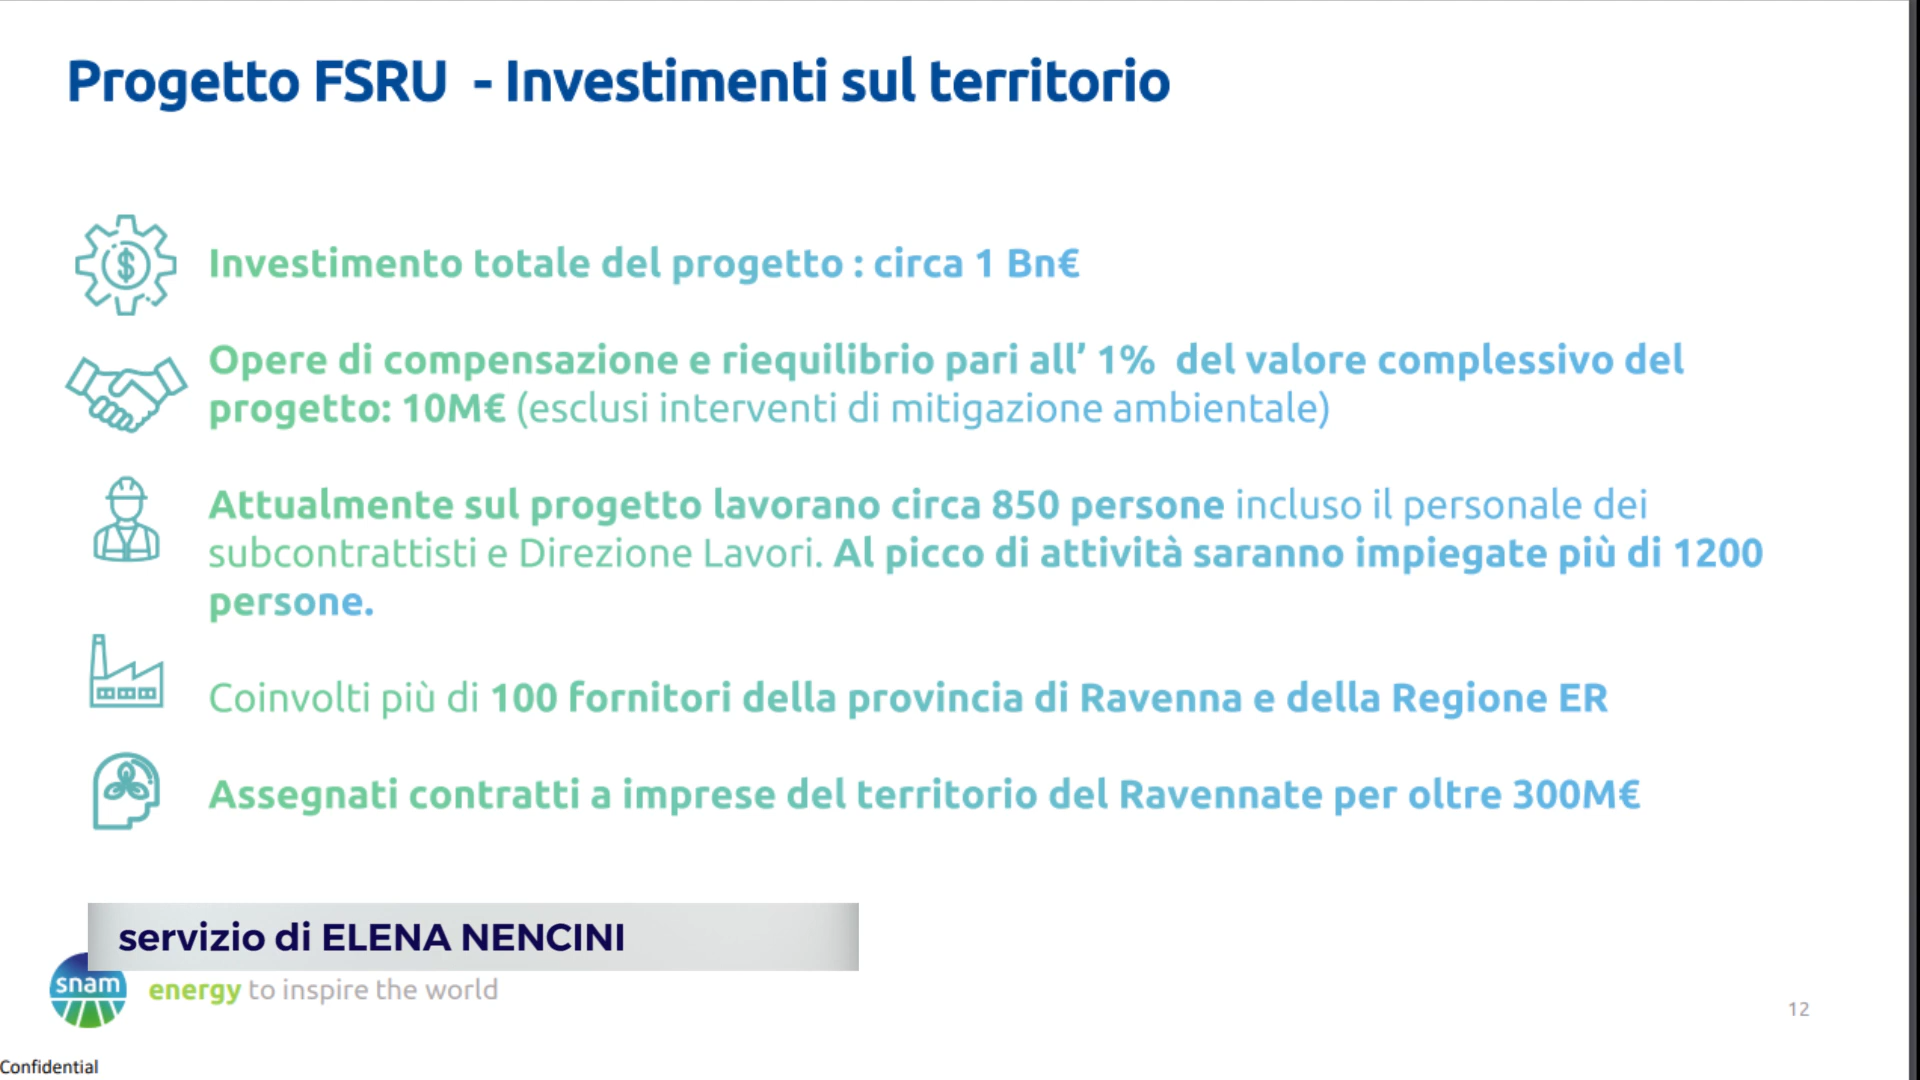 Progetto FSRU - Investimenti sul territorio
$
Investimento totale del progetto : circa 1 Bn€
Opere di compensazione e riequilibrio pari all’ 1% del valore complessivo del
progetto: 10M€ (esclusi interventi di mitigazione ambientale)
Attualmente sul progetto lavorano circa 850 persone incluso il personale dei
subcontrattisti e Direzione Lavori. Al picco di attività saranno impiegate più di 1200
persone.
Coinvolti più di 100 fornitori della provincia di Ravenna e della Regione ER
Assegnati contratti a imprese del territorio del Ravennate per oltre 300M€
servizio di ELENA NENCINI
snam
energy to inspire the world
12
Confidential